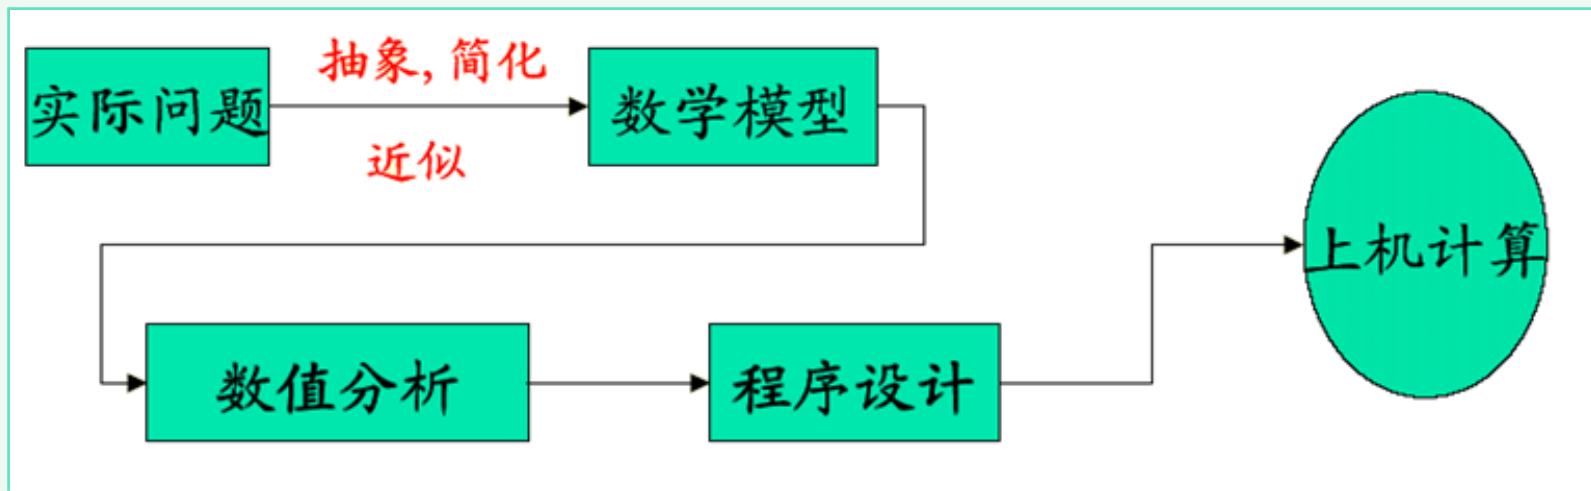 实际问题
抽象, 简化
近似
数学模型
数值分析
程序设计
上机计算